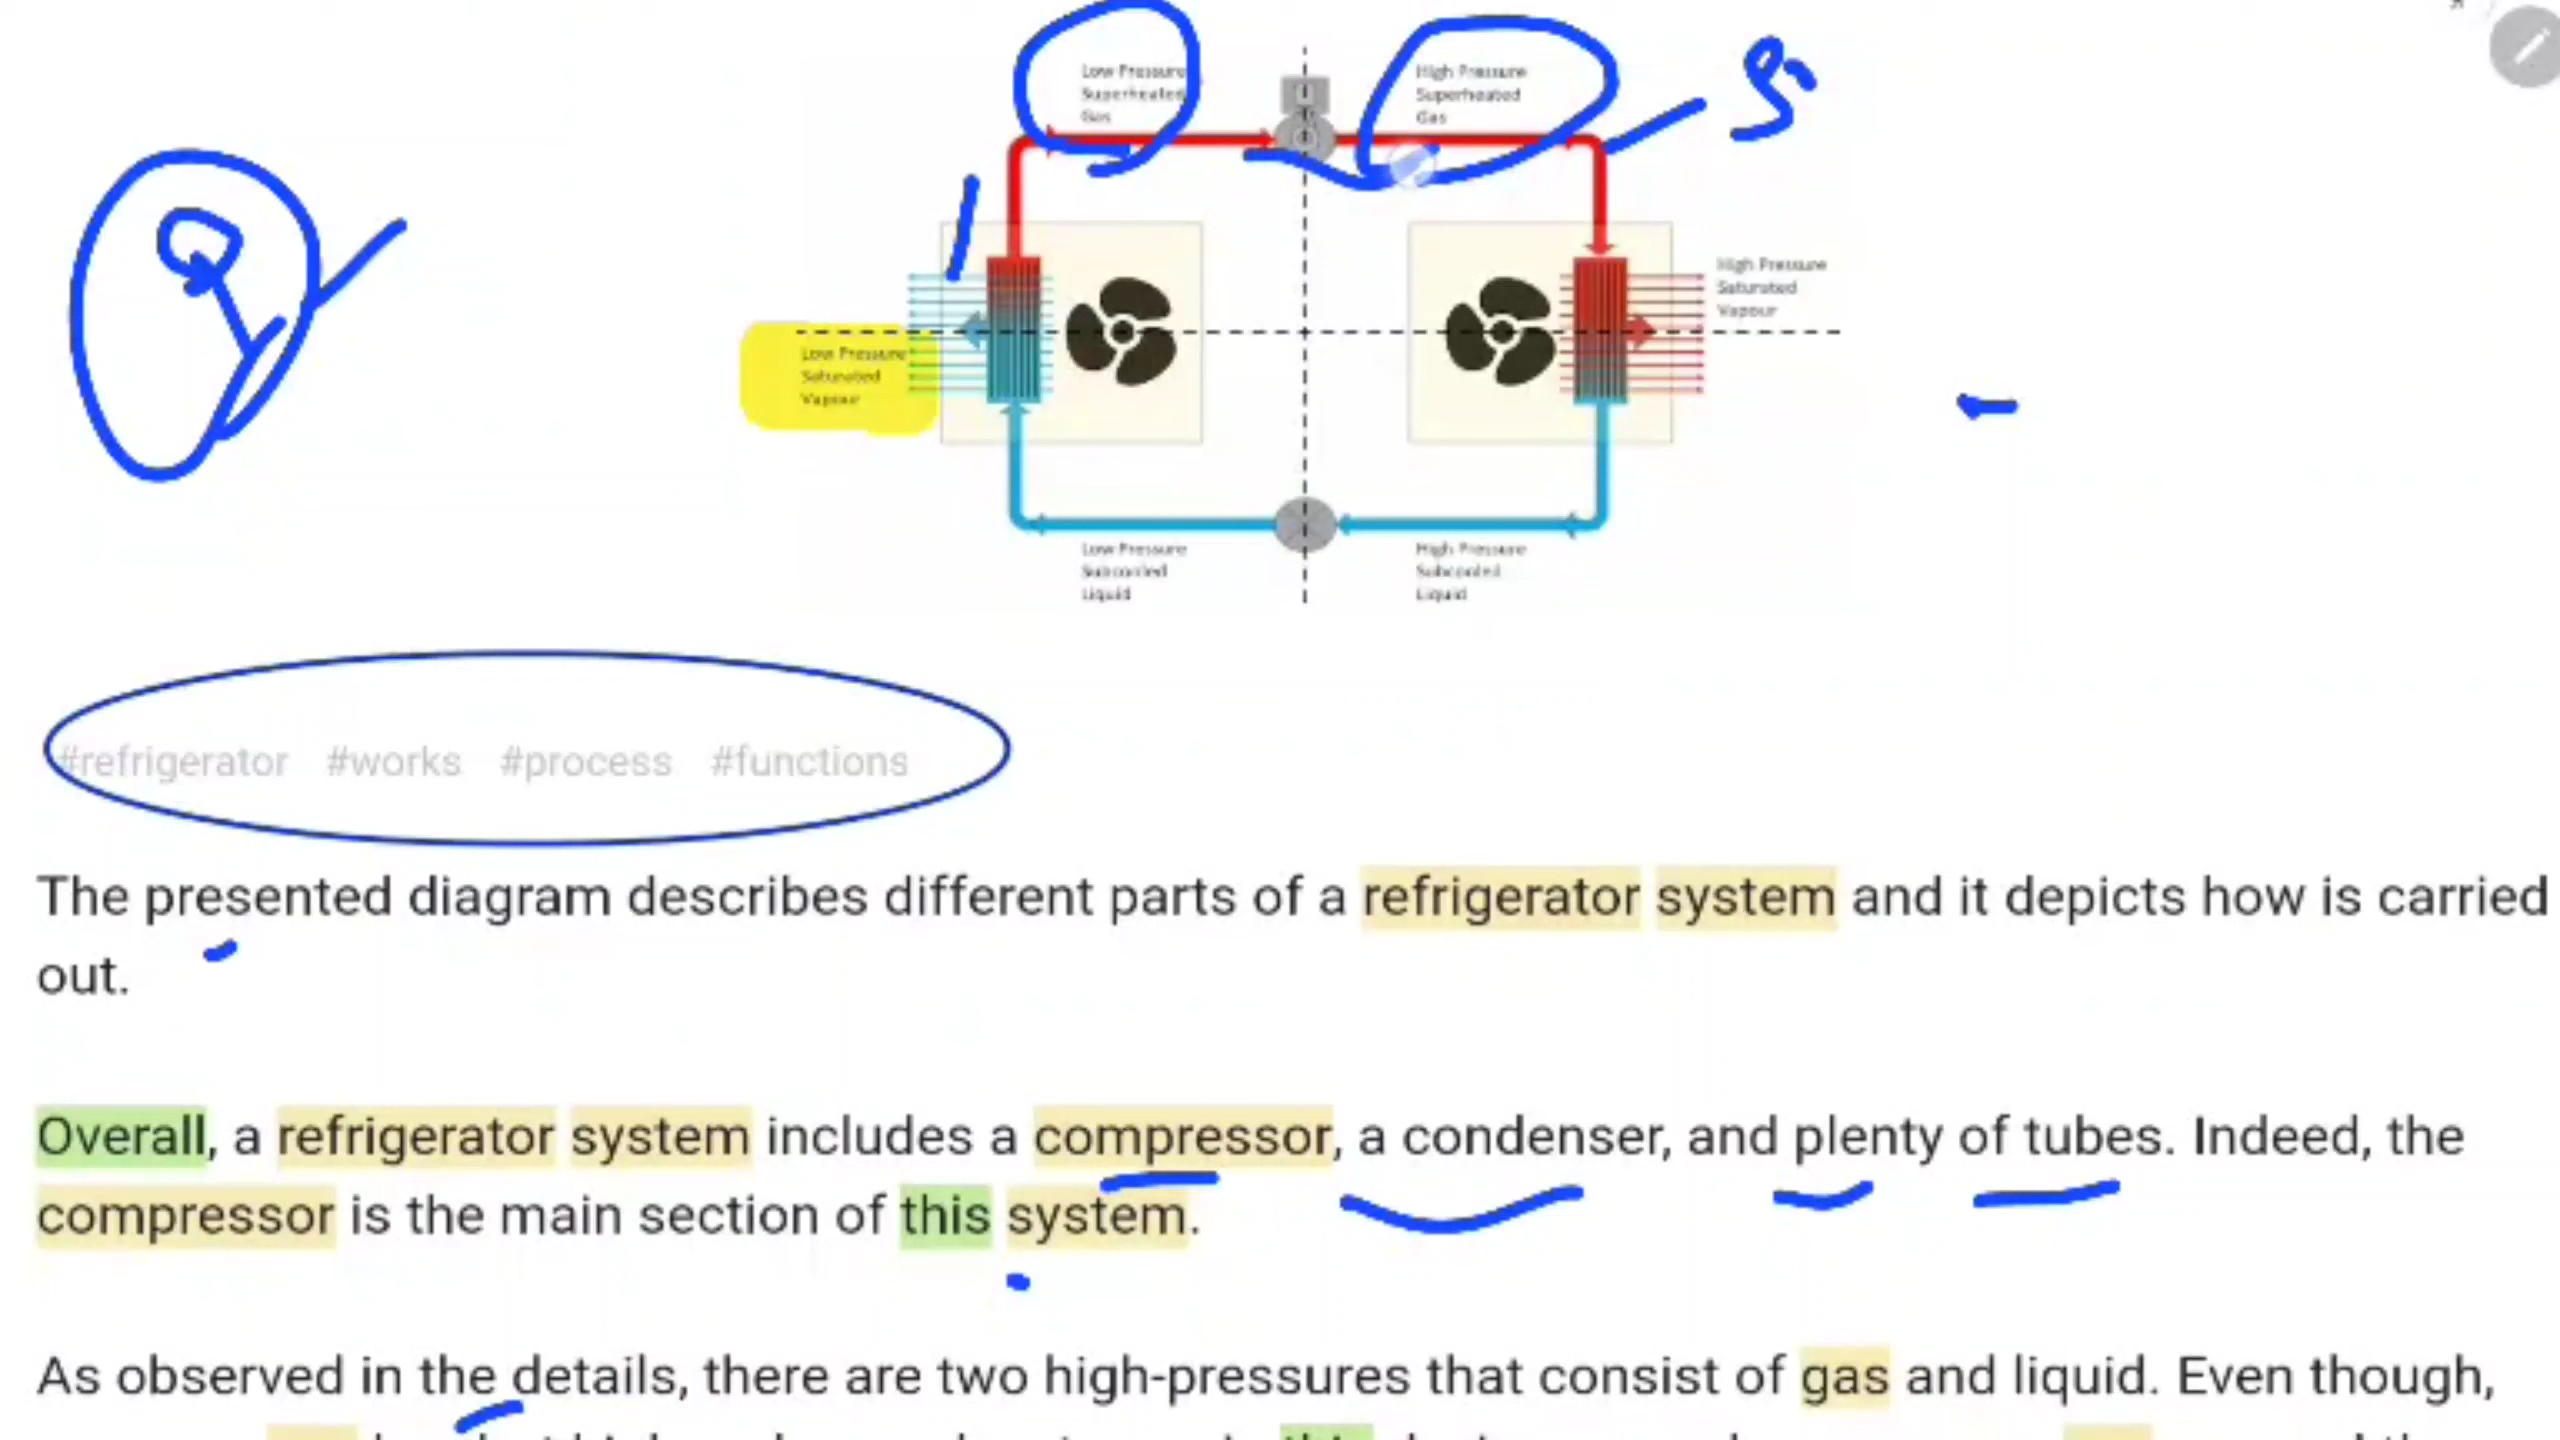 Low Pressure
Superheated
Gas
High Pressure
Superheated
Gas
High Pressure
Saturated
Vapour
Low Pressure
Saturated
Vapour
Low Pressure
Subcooled
Liquid
High Pressure
Subcooled
Liquid
#refrigerator #works #process #functions
The presented diagram describes different parts of a refrigerator system and it depicts how is carried
out.
Overall, a refrigerator system includes a compressor, a condenser, and plenty of tubes. Indeed, the
compressor is the main section of this system.
As observed in the details, there are two high-pressures that consist of gas and liquid. Even though,